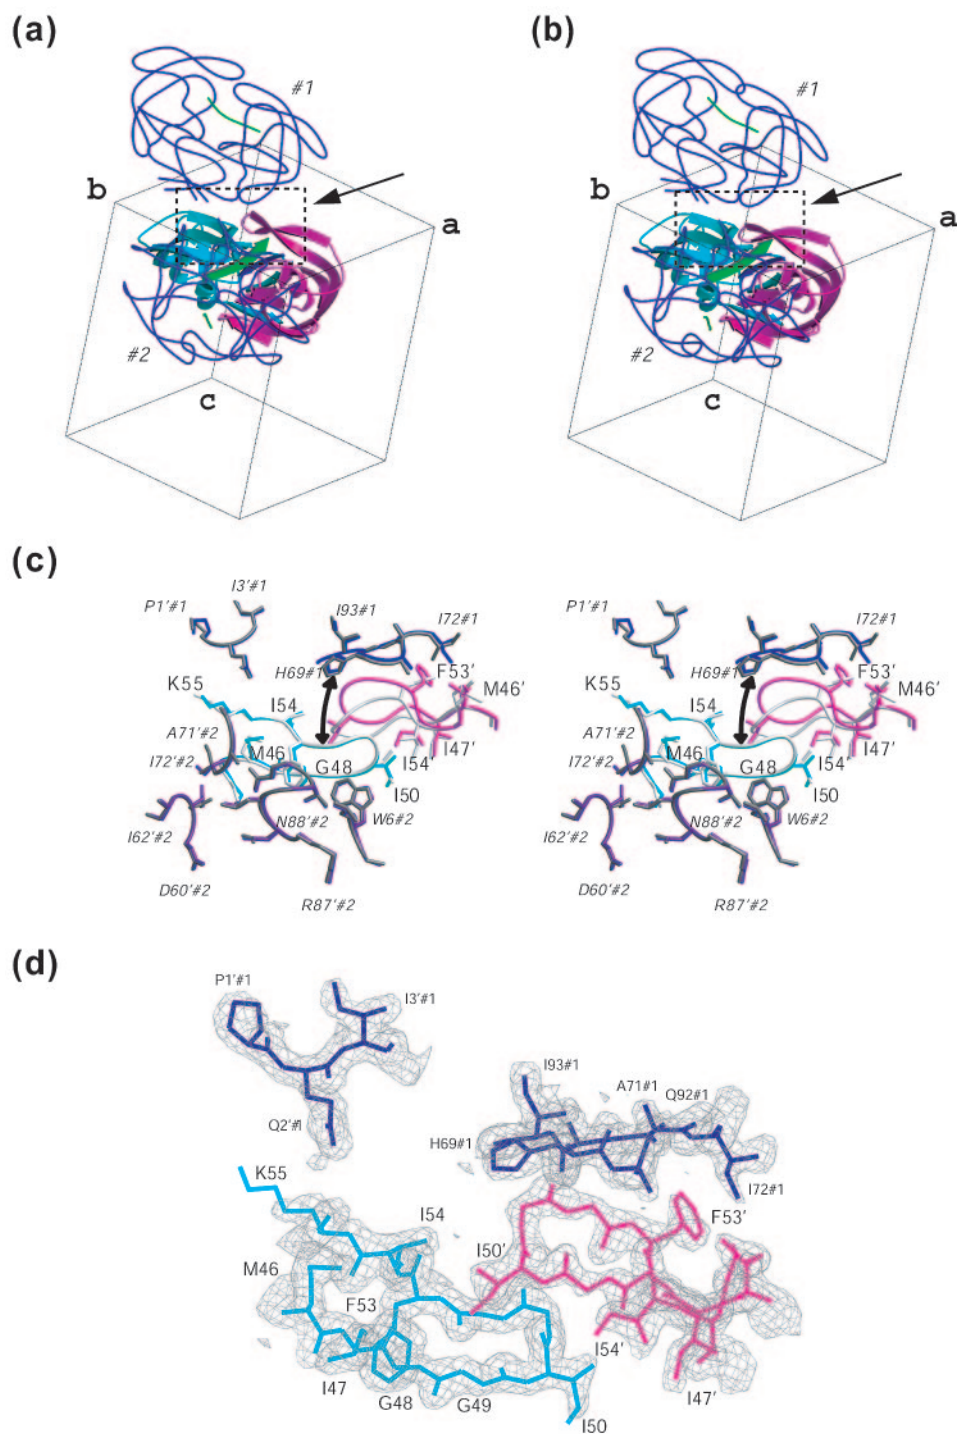 (a)
(b)
#1
#1
b
a
b
a
#2
#2
c
c
(c)
I3'#1
P1'#1
I93#1
I72#1
H69#1
F53'
K55
M46'
I54
A71'#2
M46
I47'
I72'#2
G48
I54'
I50
I62'#2
N88'#2
W6#2
D60'#2
R87'#2
I3'#1
P1'#1
I93#1
I72#1
H69#1
F53'
K55
M46'
I54
A71'#2
M46
I47'
I72'#2
G48
I54'
I50
I62'#2
N88'#2
W6#2
D60'#2
R87'#2
(d)
P1'#1
I3'#1
I93#1
A71#1
Q92#1
Q2'#1
H69#1
K55
I72#1
I54
F53'
I50'
M46
F53
I54'
I47
G48
G49
I47'
I50